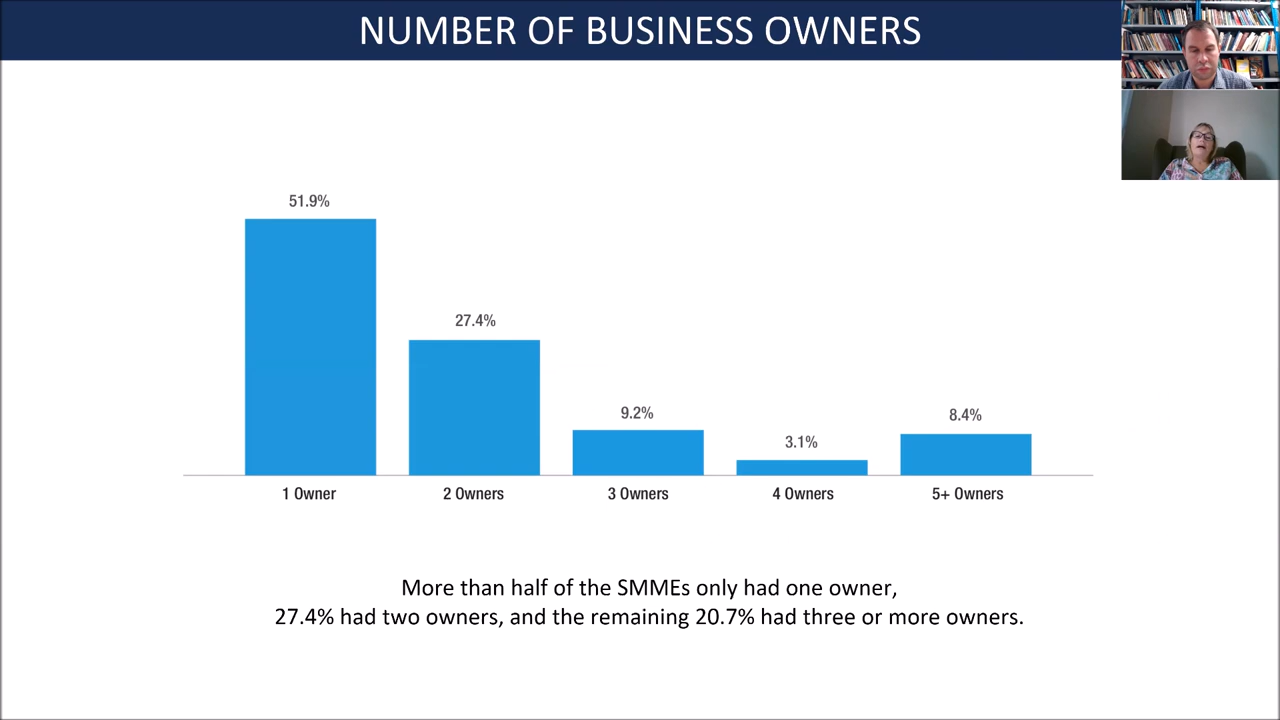 NUMBER OF BUSINESS OWNERS
51.9%
27.4%
9.2%
3.1%
8.4%
1 Owner
2 Owners
3 Owners
4 Owners
5+ Owners
More than half of the SMMEs only had one owner,
27.4% had two owners, and the remaining 20.7% had three or more owners.